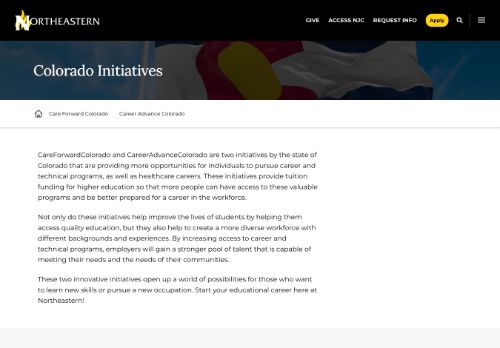 NORTHEASTERN
GIVE ACCESS NJC REQUEST INFO Apply
Colorado Initiatives
Care Forward Colorado Career Advance Colorado
CareForwardColorado and CareerAdvanceColorado are two initiatives by the state of
Colorado that are providing more opportunities for individuals to pursue career and
technical programs, as well as healthcare careers. These initiatives provide tuition
funding for higher education so that more people can have access to these valuable
programs and be better prepared for a career in the workforce.
Not only do these initiatives help improve the lives of students by helping them
access quality education, but they also help to create a more diverse workforce with
different backgrounds and experiences. By increasing access to career and
technical programs, employers will gain a stronger pool of talent that is capable of
meeting their needs and the needs of their communities.
These two innovative initiatives open up a world of possibilities for those who want
to learn new skills or pursue a new occupation. Start your educational career here at
Northeastern!